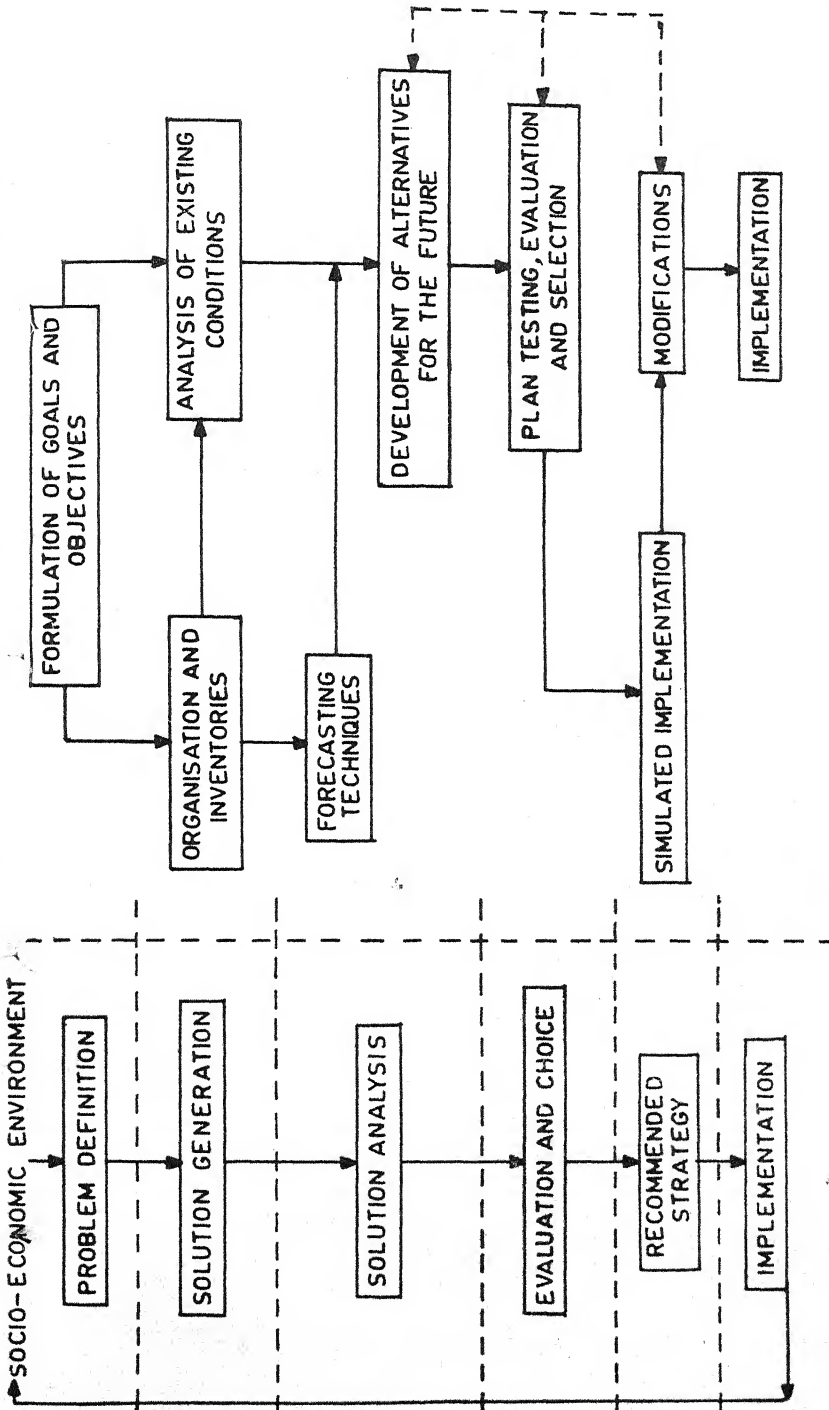 SOCIO-ECONOMIC ENVIRONMENT
PROBLEM DEFINITION
SOLUTION GENERATION
SOLUTION ANALYSIS
EVALUATION AND CHOICE
RECOMMENDED
STRATEGY
IMPLEMENTATION
FORMULATION OF GOALS AND
OBJECTIVES
ORGANISATION AND
INVENTORIES
ANALYSIS OF EXISTING
CONDITIONS
FORECASTING
TECHNIQUES
DEVELOPMENT OF ALTERNATIVES
FOR THE FUTURE
PLAN TESTING, EVALUATION
AND SELECTION
SIMULATED IMPLEMENTATION
MODIFICATIONS
IMPLEMENTATION